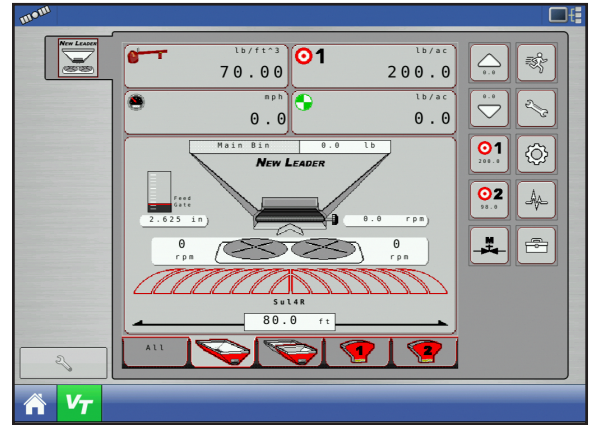 NEW LEADER
lb/ft^3
70.00
1
lb/ac
200.0
mph
0.0
lb/ac
0.0
0.0
0.0
1
200.0
2
90.0
M
Main Bin 0.0 lb
NEW LEADER
Feed
Gate
2.625 in
0.0 rpm
0
rpm
0
rpm
Sul4R
80.0 ft
All
1
2
VT